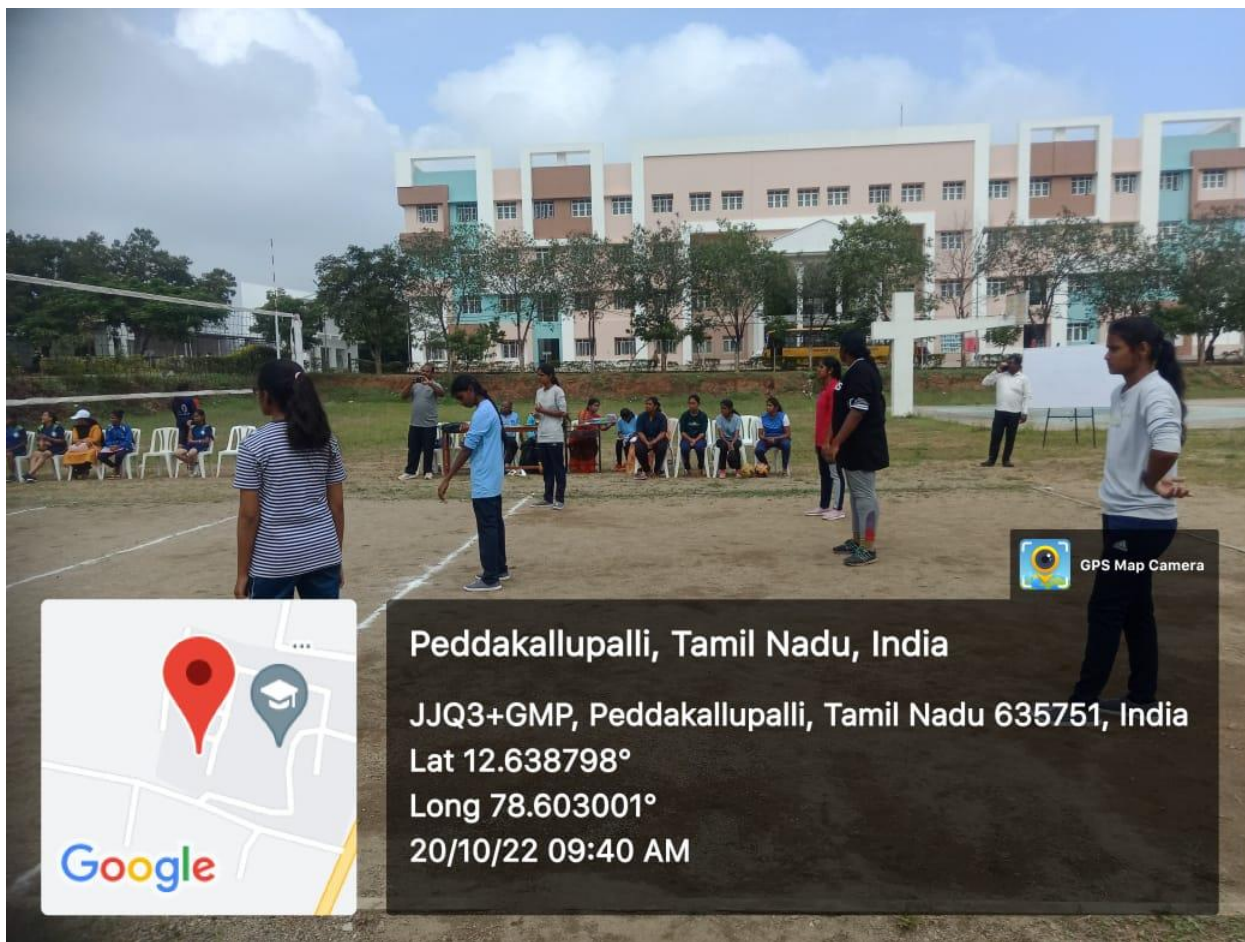 GPS Map Camera
Peddakallupalli, Tamil Nadu, India
JJQ3+GMP, Peddakallupalli, Tamil Nadu 635751, India
Lat 12.638798°
Long 78.603001°
20/10/22 09:40 AM
Google